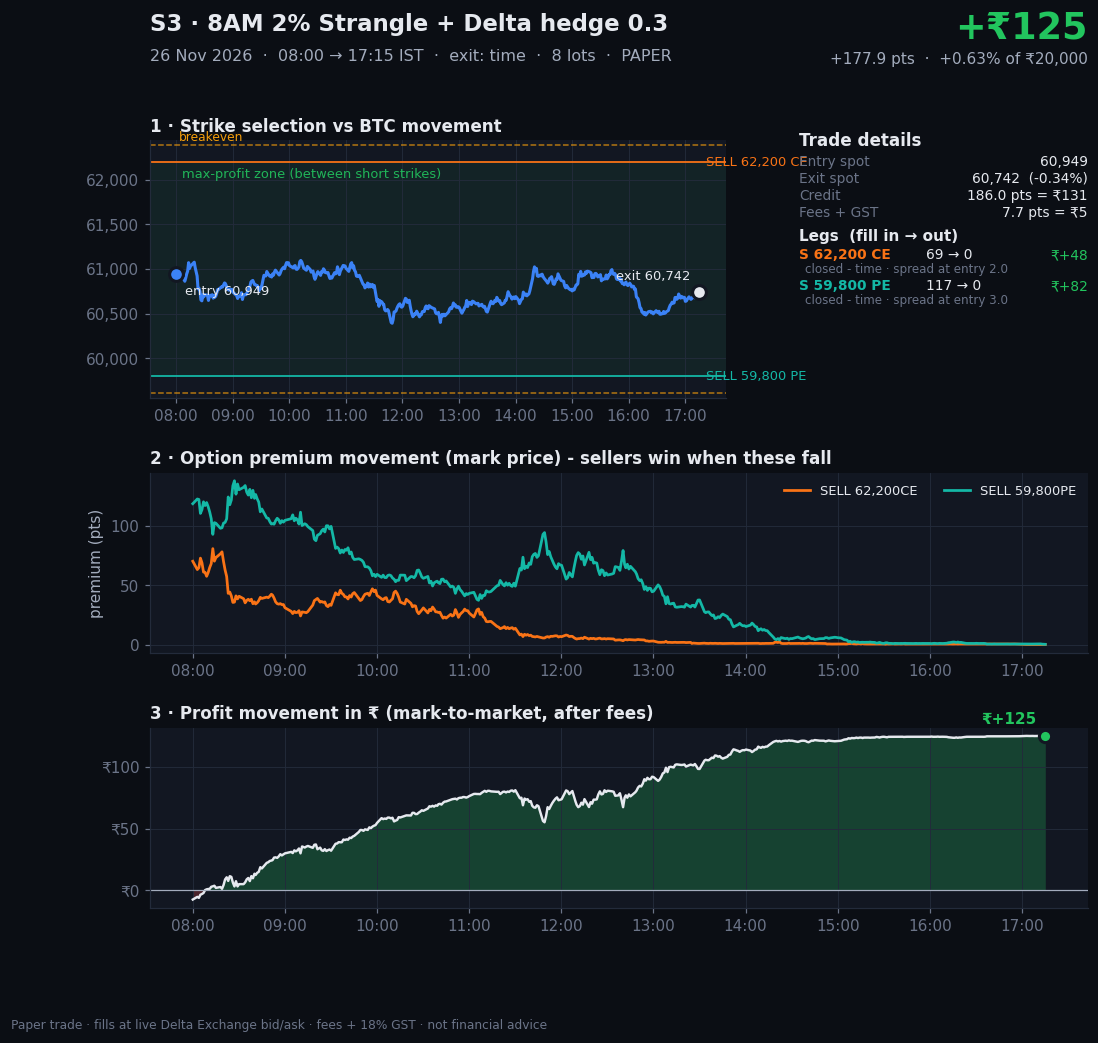 S3 · 8AM 2% Strangle + Delta hedge 0.3
+₹125
26 Nov 2026 · 08:00 → 17:15 IST · exit: time · 8 lots · PAPER
+177.9 pts · +0.63% of ₹20,000
1 · Strike selection vs BTC movement
breakeven
SELL 62,200 CE
max-profit zone (between short strikes)
62,000
61,500
61,000
60,500
60,000
entry 60,949
exit 60,742
SELL 59,800 PE
08:00 09:00 10:00 11:00 12:00 13:00 14:00 15:00 16:00 17:00
Trade details
Entry spot 60,949
Exit spot 60,742 (-0.34%)
Credit 186.0 pts = ₹131
Fees + GST 7.7 pts = ₹5
Legs (fill in → out)
S 62,200 CE 69 → 0 ₹+48
closed - time · spread at entry 2.0
S 59,800 PE 117 → 0 ₹+82
closed - time · spread at entry 3.0
2 · Option premium movement (mark price) - sellers win when these fall
SELL 62,200CE SELL 59,800PE
premium (pts)
100
50
0
08:00 09:00 10:00 11:00 12:00 13:00 14:00 15:00 16:00 17:00
3 · Profit movement in ₹ (mark-to-market, after fees)
₹+125
₹100
₹50
₹0
08:00 09:00 10:00 11:00 12:00 13:00 14:00 15:00 16:00 17:00
Paper trade · fills at live Delta Exchange bid/ask · fees + 18% GST · not financial advice